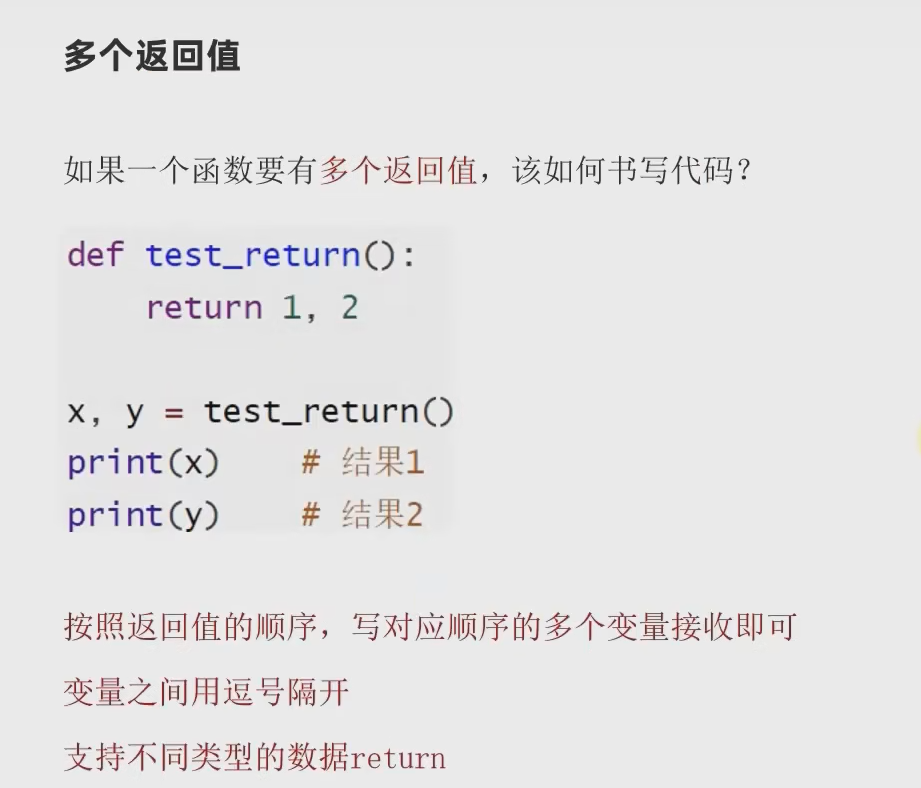 多个返回值
如果一个函数要有多个返回值，该如何书写代码？
def test_return():
    return 1, 2
x, y = test_return()
print(x)    # 结果1
print(y)    # 结果2
按照返回值的顺序，写对应顺序的多个变量接收即可
变量之间用逗号隔开
支持不同类型的数据return